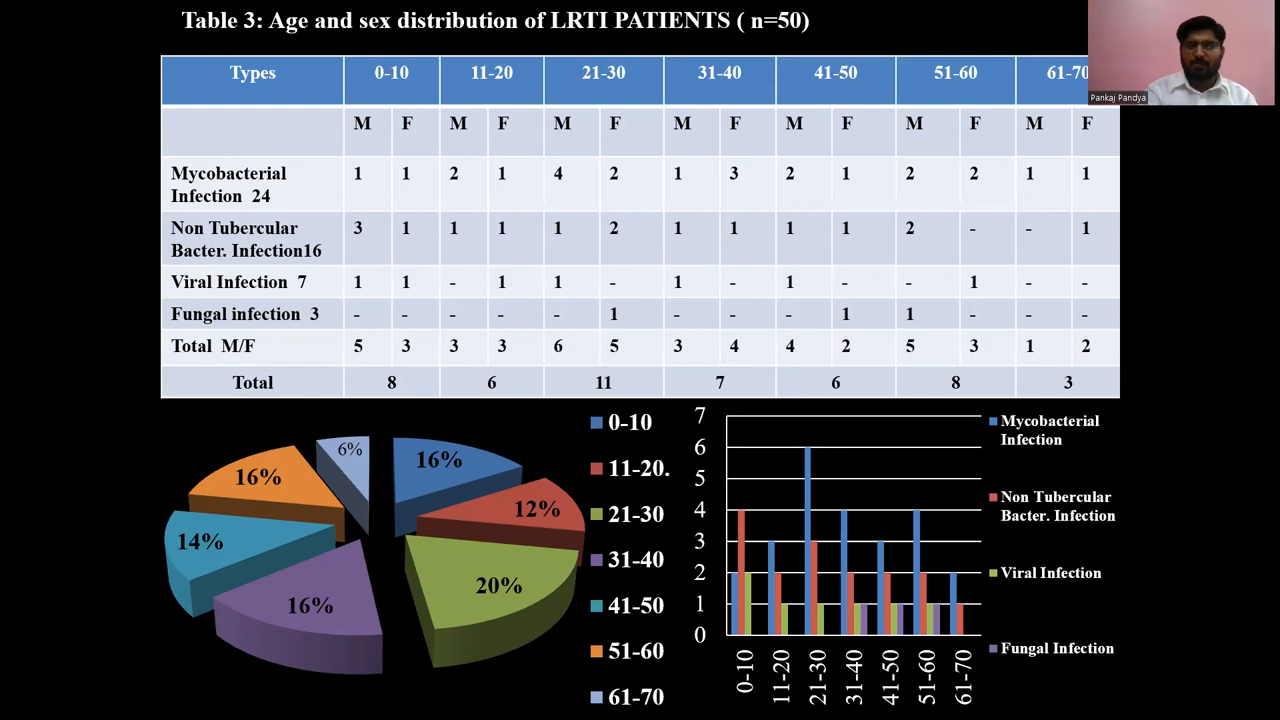 Table 3: Age and sex distribution of LRTI PATIENTS ( n=50)
Pankaj Pandya
Types 0-10 11-20 21-30 31-40 41-50 51-60 61-70
M F M F M F M F M F M F M F
Mycobacterial
Infection 24 1 1 2 1 4 2 1 3 2 1 2 2 1 1
Non Tubercular
Bacter. Infection16 3 1 1 1 1 2 1 1 1 1 2 - - 1
Viral Infection 7 1 1 - 1 1 - 1 - 1 - - 1 - -
Fungal infection 3 - - - - - 1 - - - 1 1 - - -
Total M/F 5 3 3 3 6 5 3 4 4 2 5 3 1 2
Total 8 6 11 7 6 8 3
16%
12%
20%
16%
14%
16%
6%
0-10
11-20.
21-30
31-40
41-50
51-60
61-70
7
6
5
4
3
2
1
0
0-10
11-20
21-30
31-40
41-50
51-60
61-70
Mycobacterial
Infection
Non Tubercular
Bacter. Infection
Viral Infection
Fungal Infection